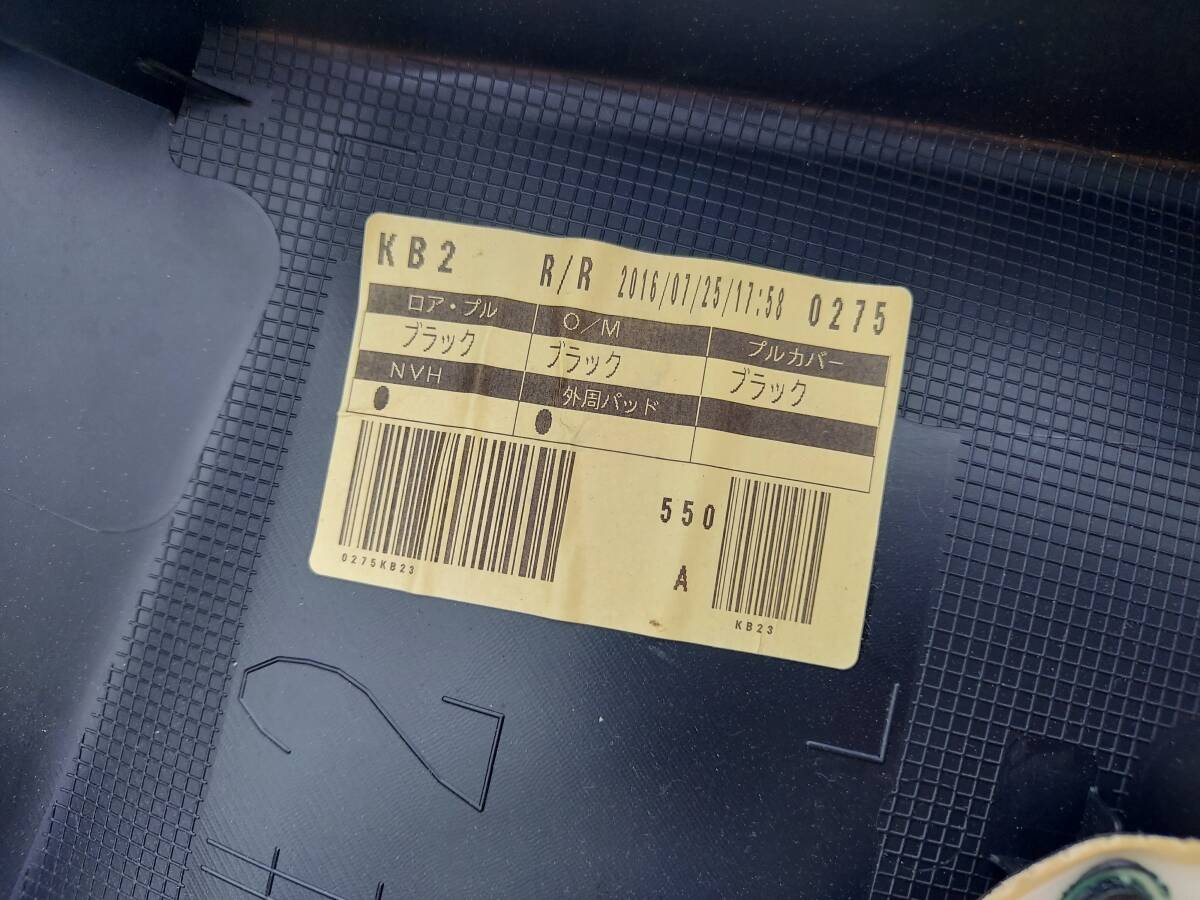 KB2 R/R 2016/07/25/17:58 0275
ロア・プル O/M プルカバー
ブラック ブラック ブラック
NVH 外周パッド
● ●
550
A
0275KB23 KB23